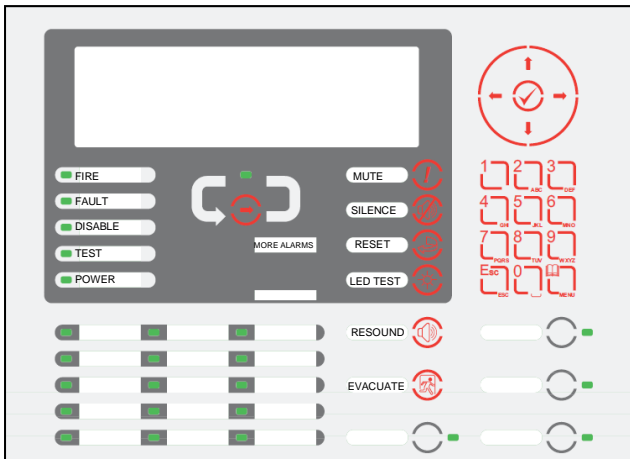 FIRE
FAULT
DISABLE
TEST
POWER
MORE ALARMS
MUTE
SILENCE
RESET
LED TEST
RESOUND
EVACUATE
1 2 ABC 3 DEF
4 GHI 5 JKL 6 MNO
7 PQRS 8 TUV 9 WXYZ
Esc ESC 0 MENU